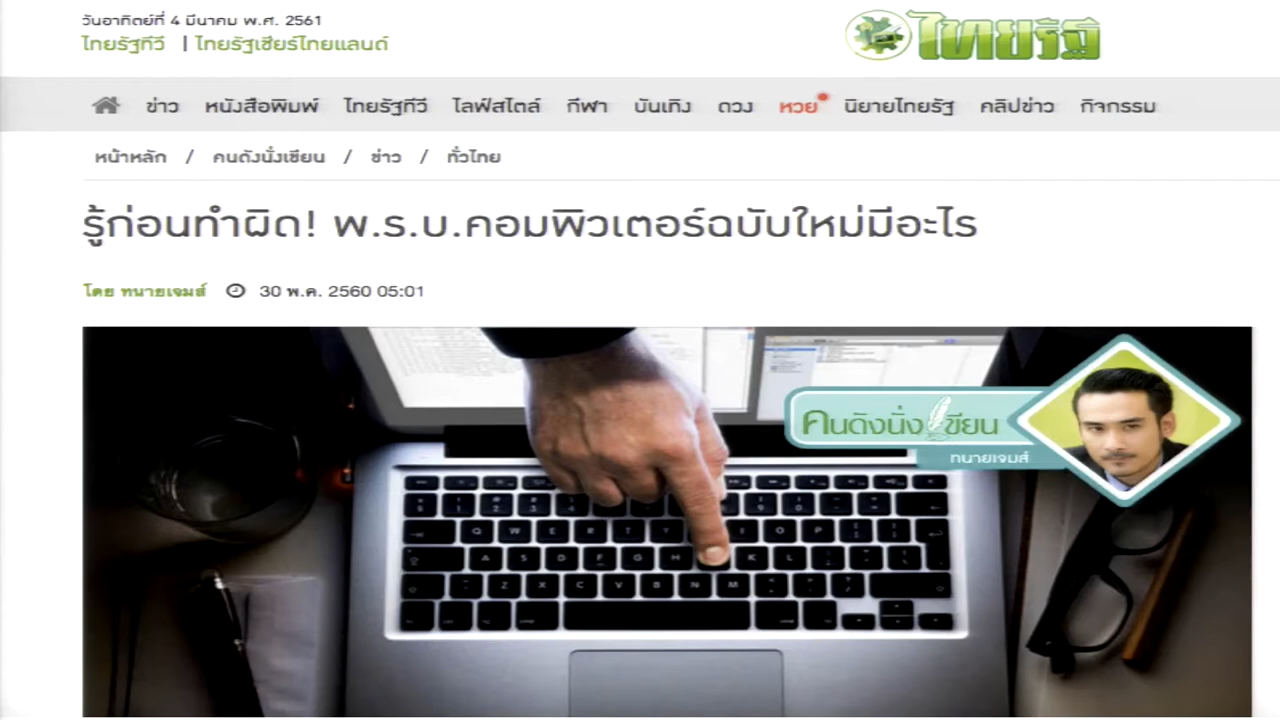 วันอาทิตย์ที่ 4 มีนาคม พ.ศ. 2561
ไทยรัฐทีวี | ไทยรัฐเชียร์ไทยแลนด์
ไทยรัฐ
ข่าว หนังสือพิมพ์ ไทยรัฐทีวี ไลฟ์สไตล์ กีฬา บันเทิง ดวง หวย นิยายไทยรัฐ คลิปข่าว กิจกรรม
หน้าหลัก / คนดังนั่งเขียน / ข่าว / ทั่วไทย
รู้ก่อนทำผิด! พ.ร.บ.คอมพิวเตอร์ฉบับใหม่มีอะไร
โดย ทนายเจมส์ 30 พ.ค. 2560 05:01
คนดังนั่งเขียน
ทนายเจมส์